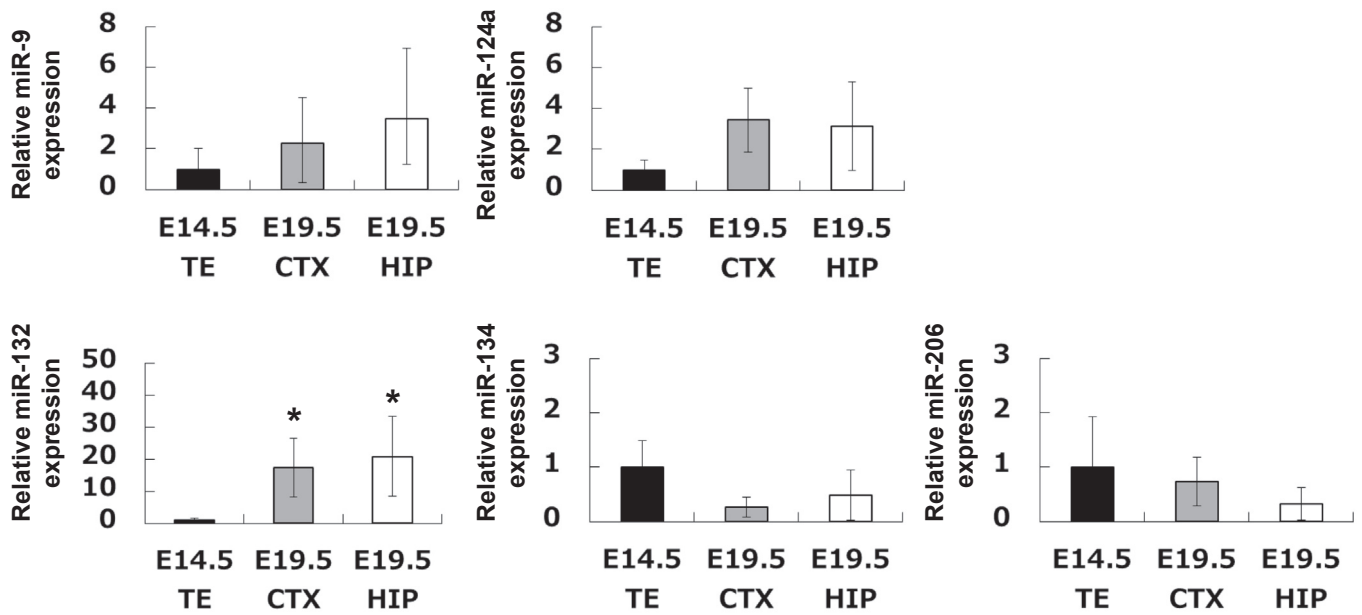 Relative miR-9
expression
8
6
4
2
0
E14.5 E19.5 E19.5
TE CTX HIP
Relative miR-124a
expression
8
6
4
2
0
E14.5 E19.5 E19.5
TE CTX HIP
Relative miR-132
expression
50
40
30
20
10
0
* *
E14.5 E19.5 E19.5
TE CTX HIP
Relative miR-134
expression
3
2
1
0
E14.5 E19.5 E19.5
TE CTX HIP
Relative miR-206
expression
3
2
1
0
E14.5 E19.5 E19.5
TE CTX HIP